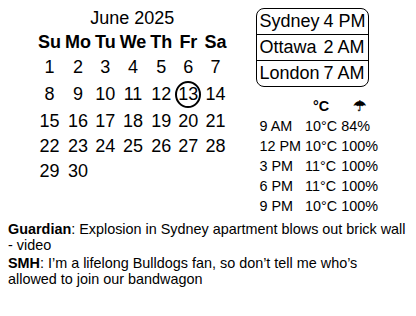 June 2025
Su Mo Tu We Th Fr Sa
1 2 3 4 5 6 7
8 9 10 11 12 13 14
15 16 17 18 19 20 21
22 23 24 25 26 27 28
29 30
Sydney 4 PM
Ottawa 2 AM
London 7 AM
°C ☂
9 AM 10°C 84%
12 PM 10°C 100%
3 PM 11°C 100%
6 PM 11°C 100%
9 PM 10°C 100%
Guardian: Explosion in Sydney apartment blows out brick wall
- video
SMH: I’m a lifelong Bulldogs fan, so don’t tell me who’s
allowed to join our bandwagon